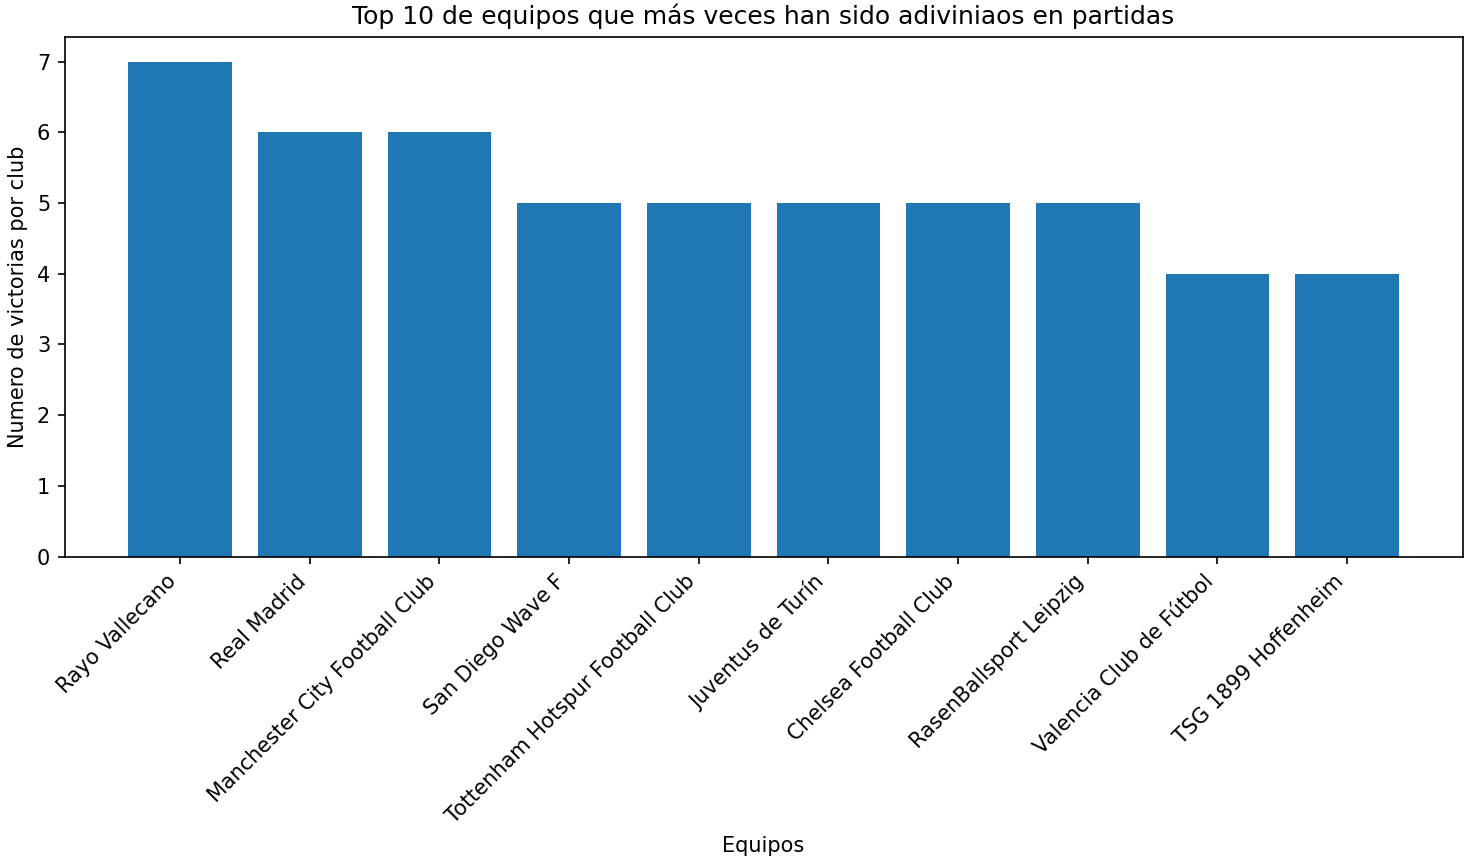 Top 10 de equipos que más veces han sido adiviniaos en partidas
Numero de victorias por club
7
6
5
4
3
2
1
0
Rayo Vallecano
Real Madrid
Manchester City Football Club
San Diego Wave F
Tottenham Hotspur Football Club
Juventus de Turín
Chelsea Football Club
RasenBallsport Leipzig
Valencia Club de Fútbol
TSG 1899 Hoffenheim
Equipos